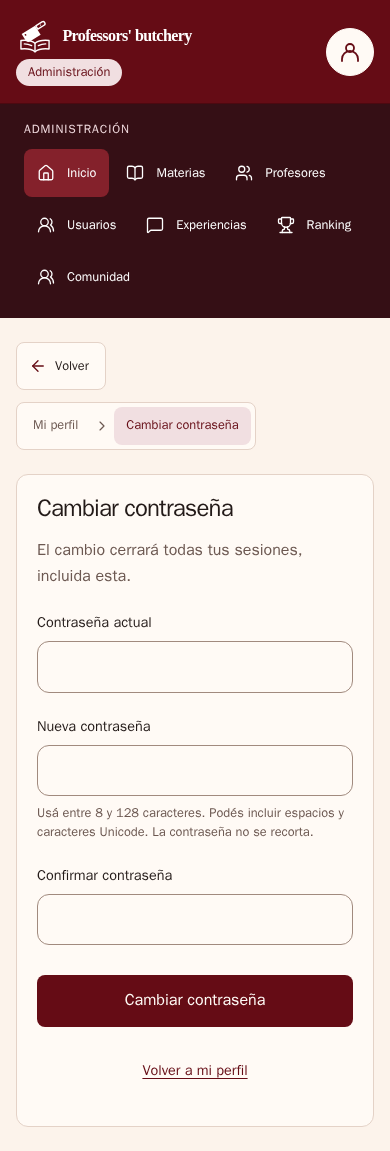 Professors' butchery
Administración
ADMINISTRACIÓN
Inicio
Materias
Profesores
Usuarios
Experiencias
Ranking
Comunidad
Volver
Mi perfil
Cambiar contraseña
Cambiar contraseña
El cambio cerrará todas tus sesiones,
incluida esta.
Contraseña actual
Nueva contraseña
Usá entre 8 y 128 caracteres. Podés incluir espacios y
caracteres Unicode. La contraseña no se recorta.
Confirmar contraseña
Cambiar contraseña
Volver a mi perfil